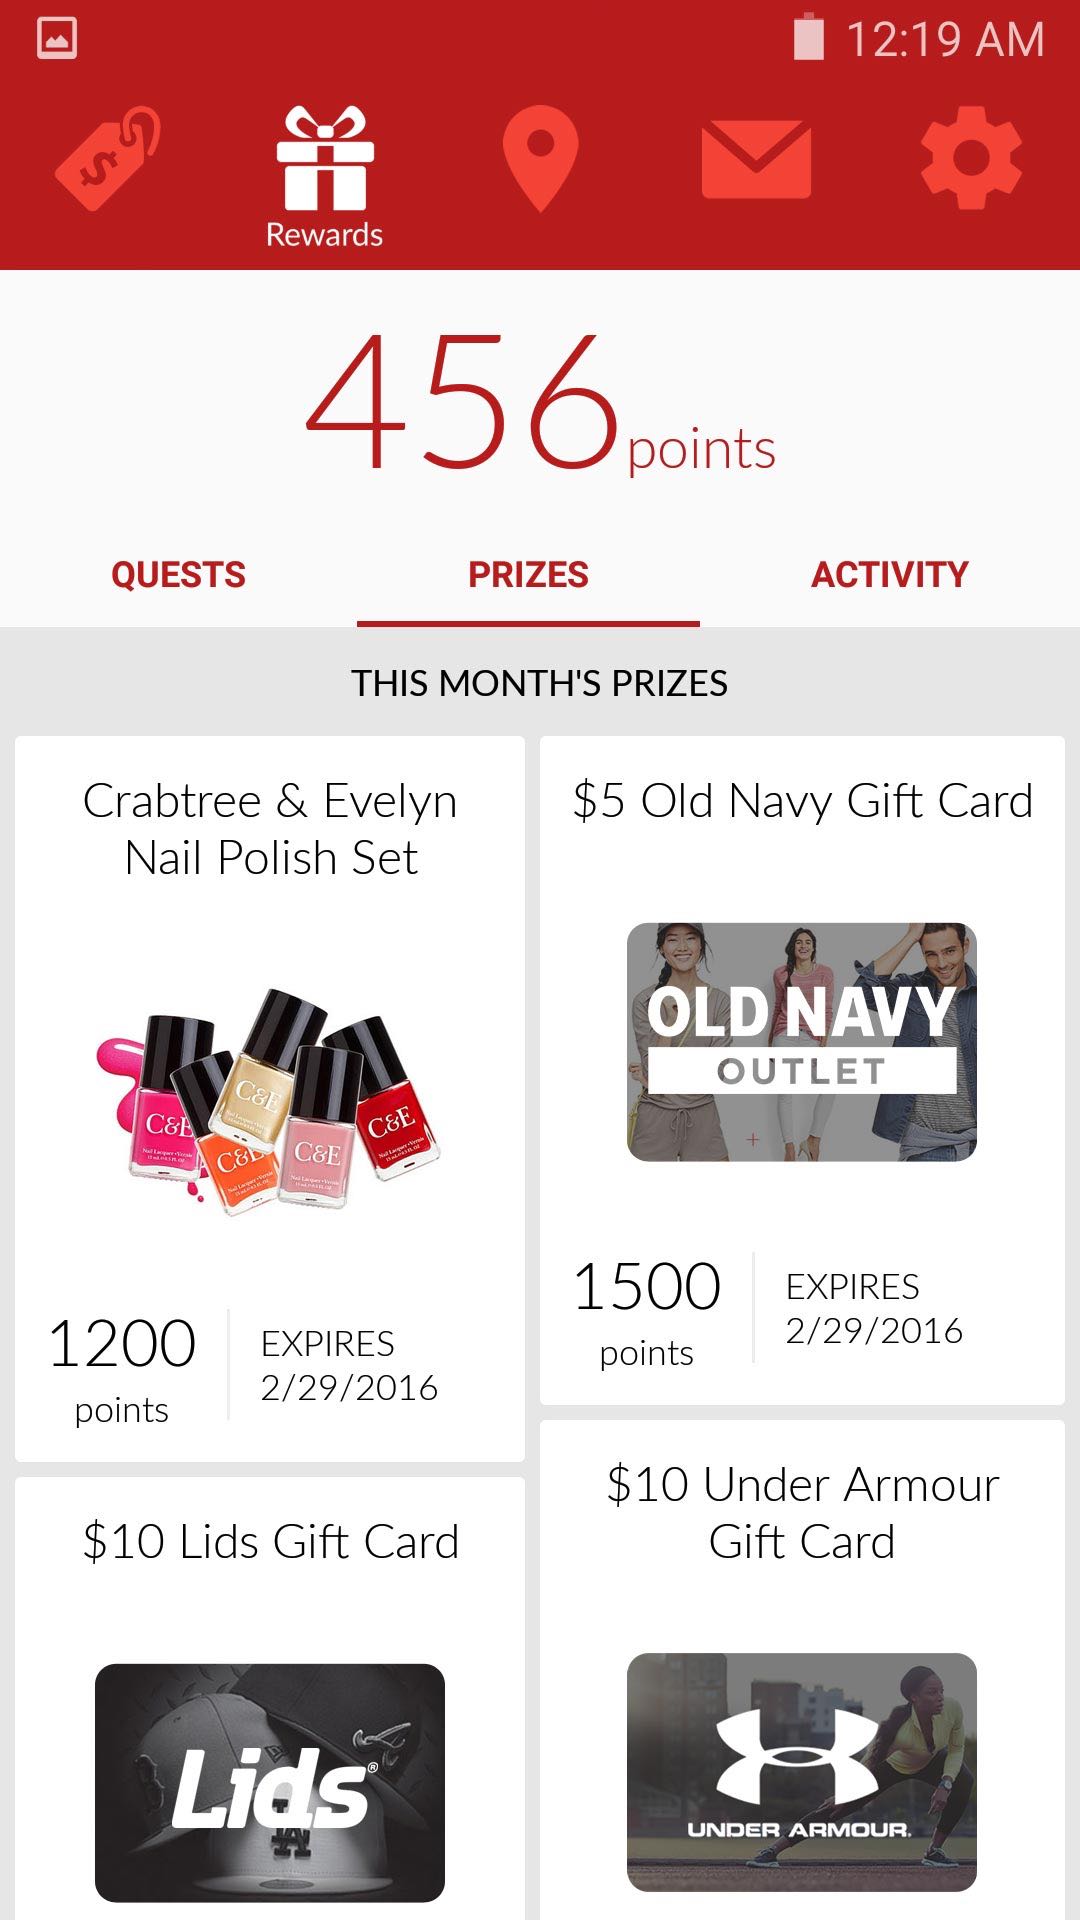 12:19 AM
Rewards
456 points
QUESTS PRIZES ACTIVITY
THIS MONTH'S PRIZES
Crabtree & Evelyn
Nail Polish Set
C&E
C&E
C&E
C&E
C&E
1200
points
EXPIRES
2/29/2016
$5 Old Navy Gift Card
OLD NAVY
OUTLET
1500
points
EXPIRES
2/29/2016
$10 Lids Gift Card
Lids®
LA
$10 Under Armour
Gift Card
UNDER ARMOUR.